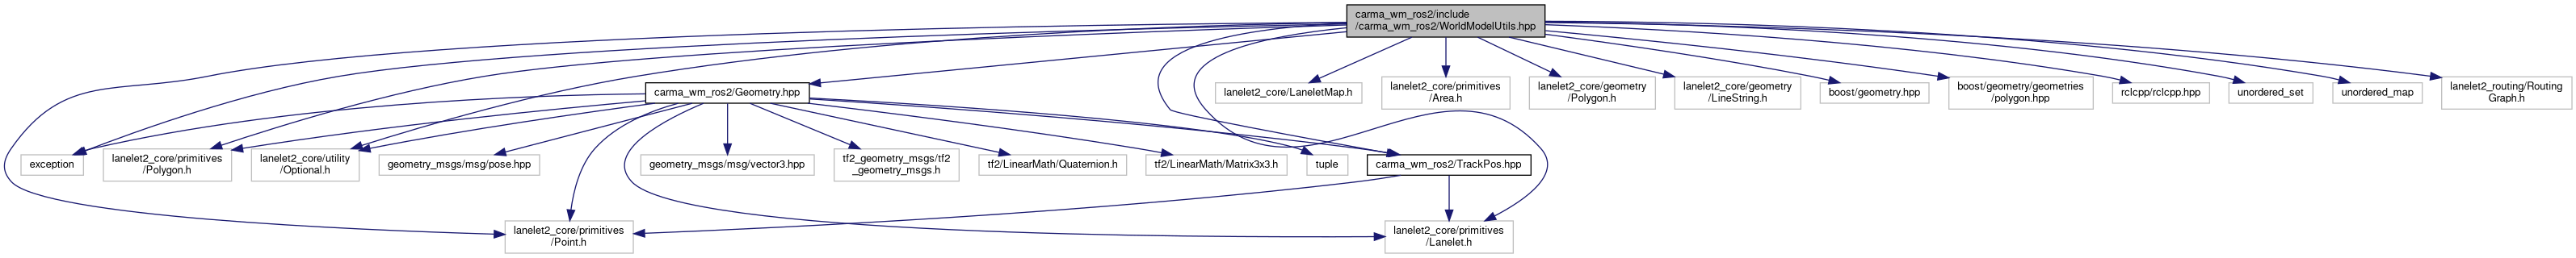 carma_wm_ros2/include
/carma_wm_ros2/WorldModelUtils.hpp
carma_wm_ros2/Geometry.hpp
lanelet2_core/LaneletMap.h
lanelet2_core/primitives
/Area.h
lanelet2_core/geometry
/Polygon.h
lanelet2_core/geometry
/LineString.h
boost/geometry.hpp
boost/geometry/geometries
/polygon.hpp
rclcpp/rclcpp.hpp
unordered_set
unordered_map
lanelet2_routing/Routing
Graph.h
exception
lanelet2_core/primitives
/Polygon.h
lanelet2_core/utility
/Optional.h
geometry_msgs/msg/pose.hpp
geometry_msgs/msg/vector3.hpp
tf2_geometry_msgs/tf2
_geometry_msgs.h
tf2/LinearMath/Quaternion.h
tf2/LinearMath/Matrix3x3.h
tuple
carma_wm_ros2/TrackPos.hpp
lanelet2_core/primitives
/Point.h
lanelet2_core/primitives
/Lanelet.h